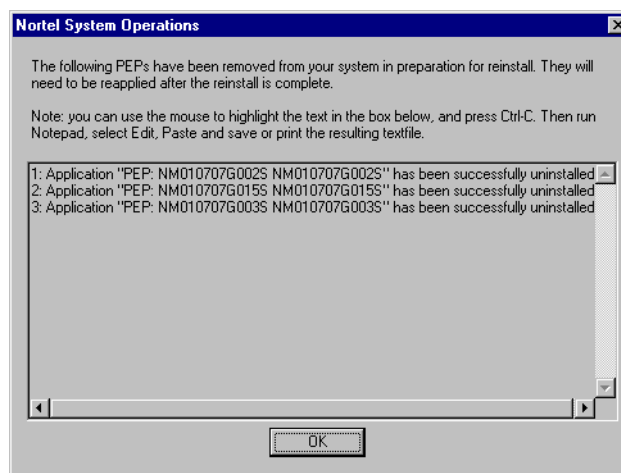 Nortel System Operations
The following PEPs have been removed from your system in preparation for reinstall. They will
need to be reapplied after the reinstall is complete.
Note: you can use the mouse to highlight the text in the box below, and press Ctrl-C. Then run
Notepad, select Edit, Paste and save or print the resulting textfile.
1: Application "PEP: NM010707G002S NM010707G002S" has been successfully uninstalled
2: Application "PEP: NM010707G015S NM010707G015S" has been successfully uninstalled
3: Application "PEP: NM010707G003S NM010707G003S" has been successfully uninstalled
OK